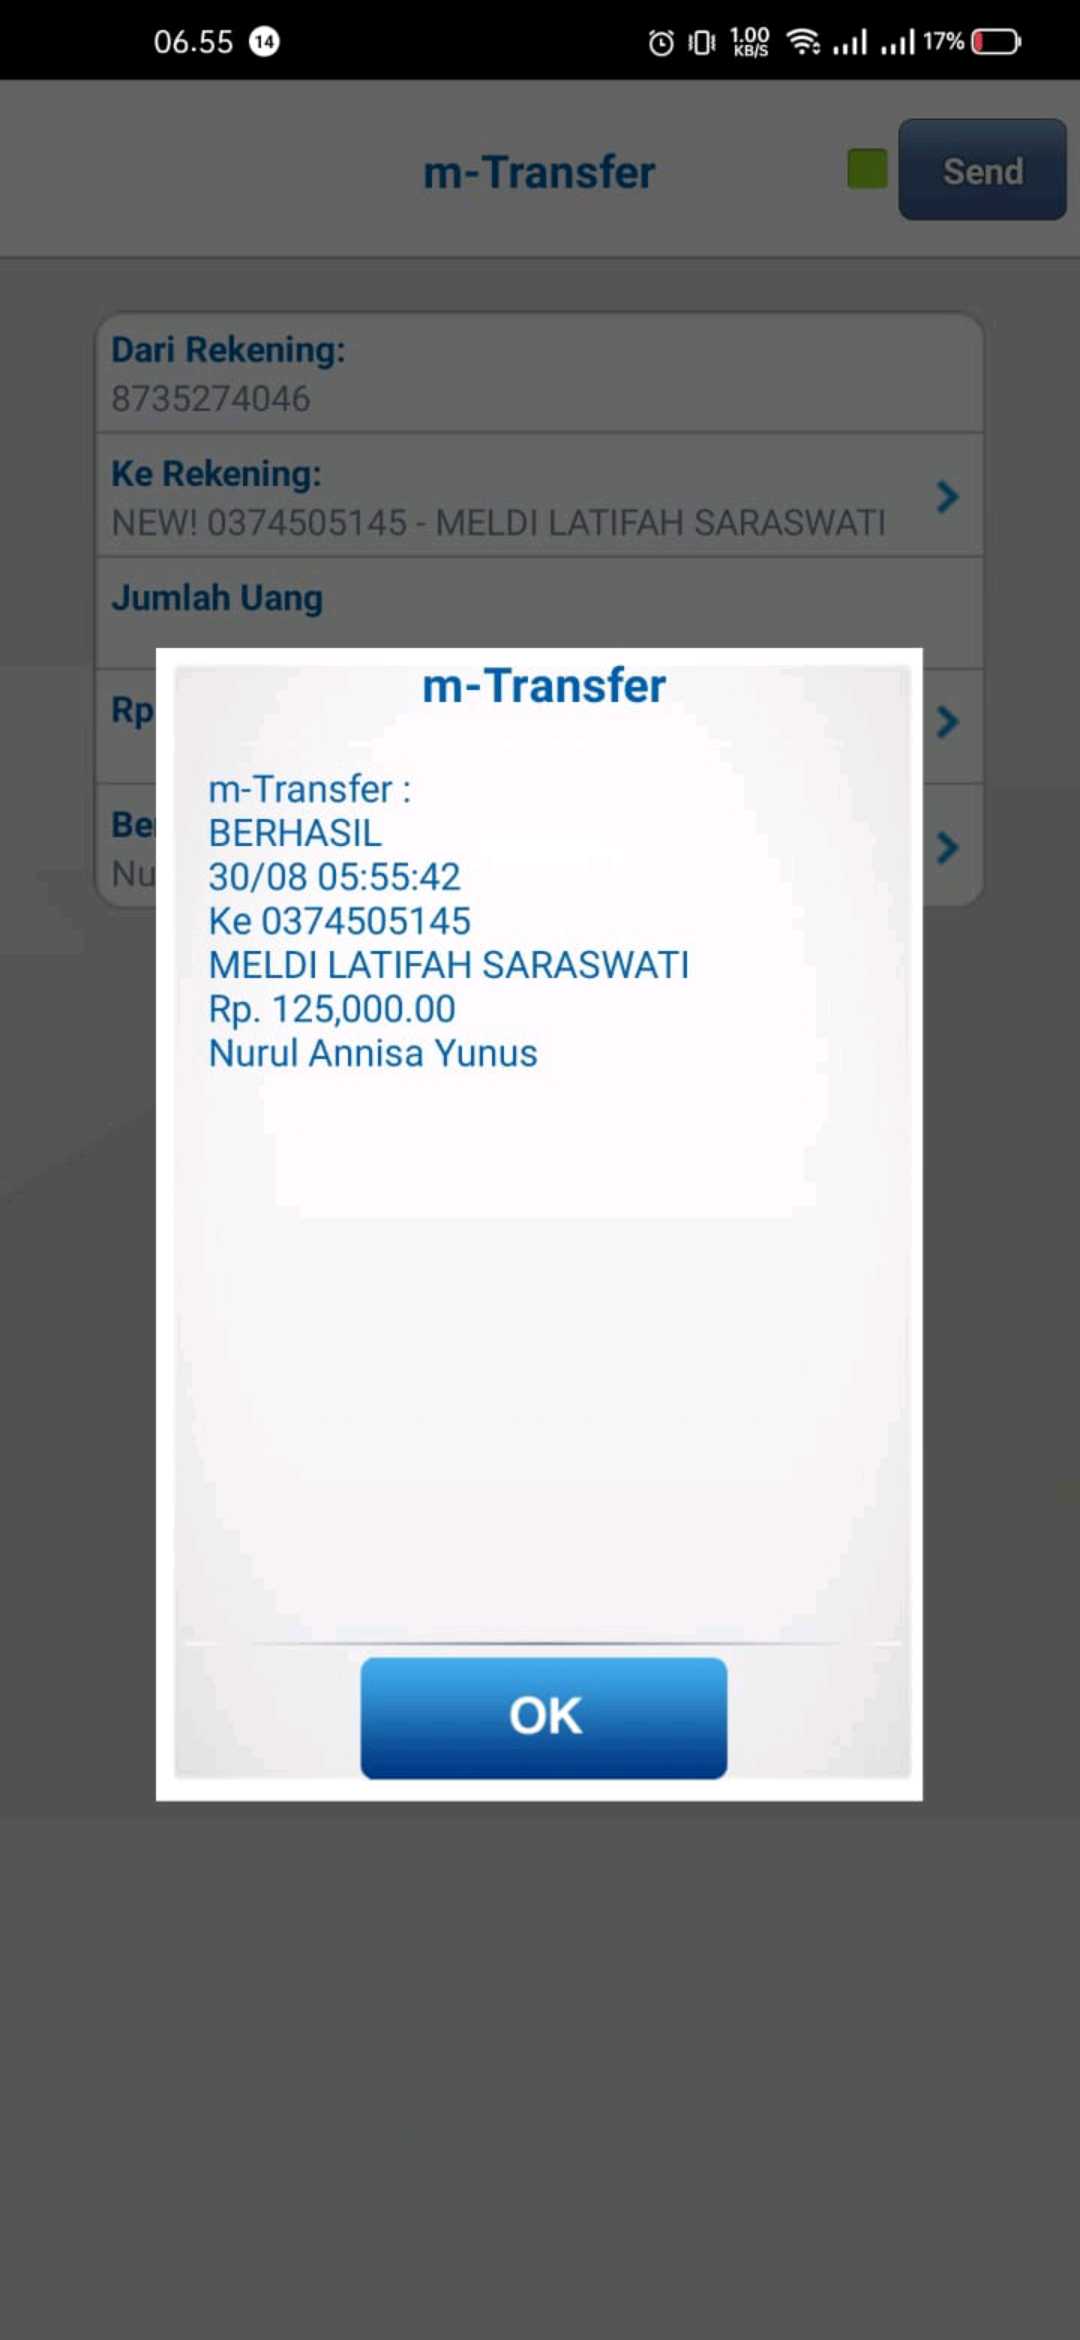 06.55 14
1.00 KB/S 17%
m-Transfer
Send
Dari Rekening:
8735274046
Ke Rekening:
NEW! 0374505145 - MELDI LATIFAH SARASWATI
Jumlah Uang
Rp
Be
Nu
m-Transfer
m-Transfer :
BERHASIL
30/08 05:55:42
Ke 0374505145
MELDI LATIFAH SARASWATI
Rp. 125,000.00
Nurul Annisa Yunus
OK